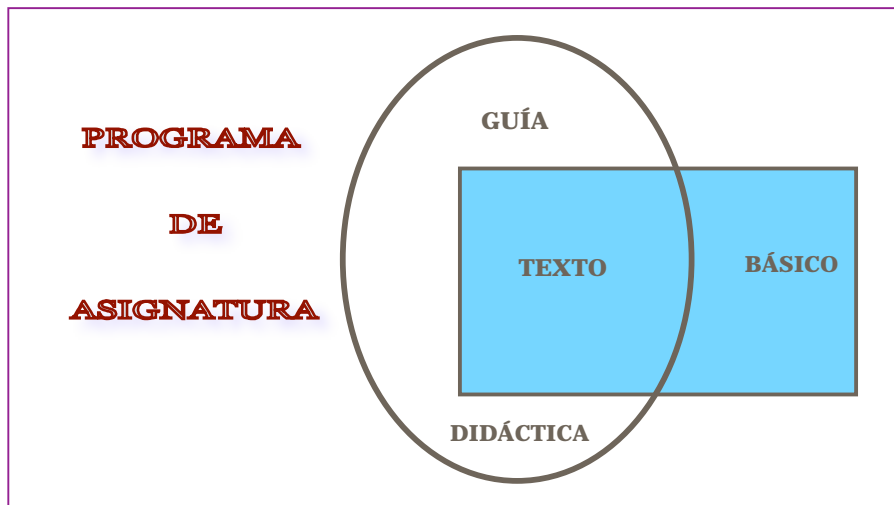 PROGRAMA
DE
ASIGNATURA
GUÍA
TEXTO
BÁSICO
DIDÁCTICA